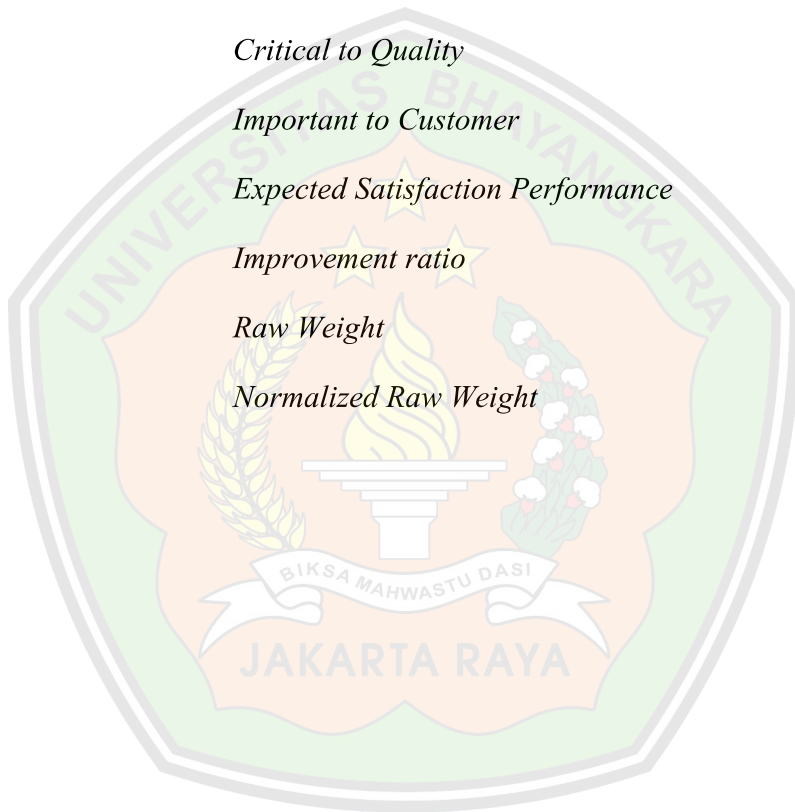 Critical to Quality
Important to Customer
Expected Satisfaction Performance
Improvement ratio
Raw Weight
Normalized Raw Weight
UNIVERSITAS BHAYANGKARA
BIKSA MAHWASTU DASI
JAKARTA RAYA